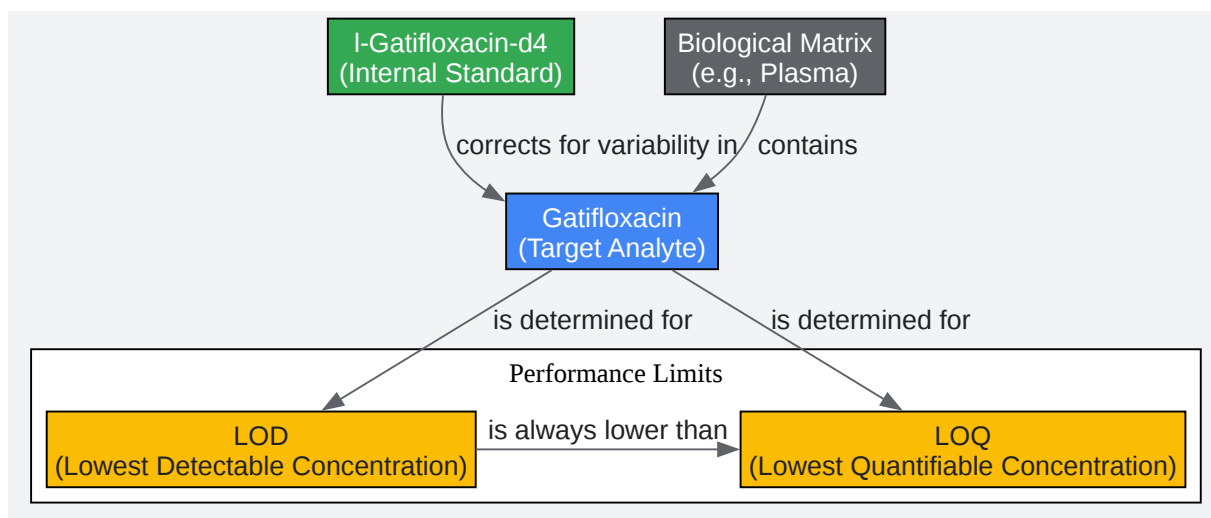 l-Gatifloxacin-d4
(Internal Standard)
Biological Matrix
(e.g., Plasma)
corrects for variability in
contains
Gatifloxacin
(Target Analyte)
is determined for
is determined for
Performance Limits
LOD
(Lowest Detectable Concentration)
is always lower than
LOQ
(Lowest Quantifiable Concentration)